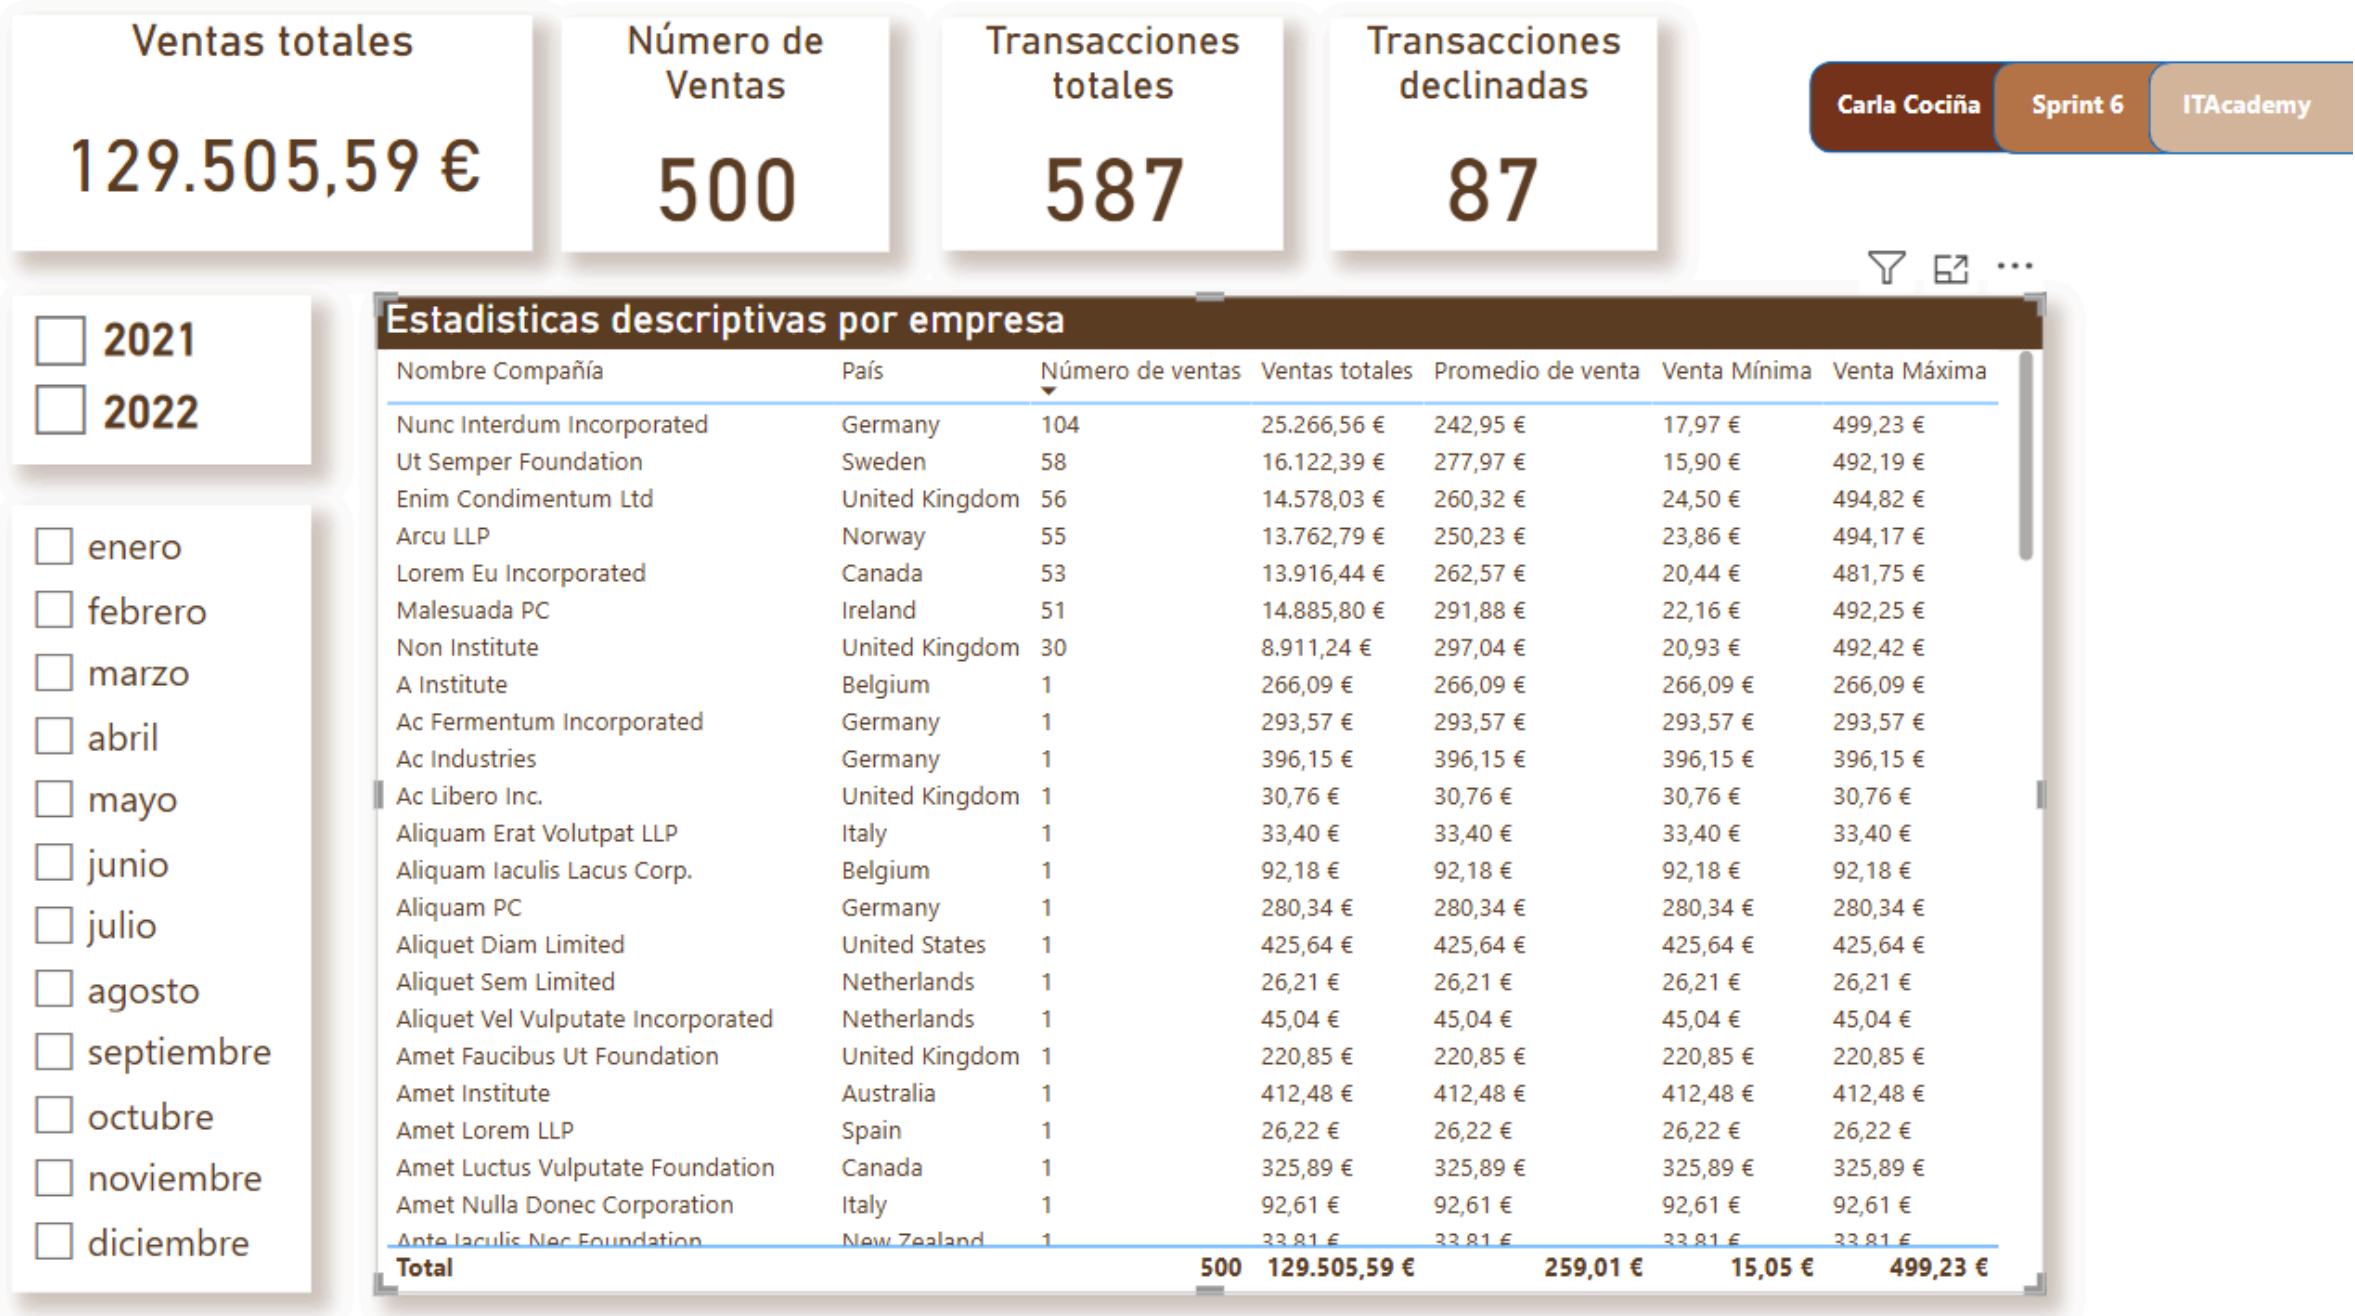 Ventas totales
129.505,59 €
Número de
Ventas
500
Transacciones
totales
587
Transacciones
declinadas
87
Carla Cociña
Sprint 6
ITAcademy
2021
2022
enero
febrero
marzo
abril
mayo
junio
julio
agosto
septiembre
octubre
noviembre
diciembre
Estadisticas descriptivas por empresa
Nombre Compañía País Número de ventas Ventas totales Promedio de venta Venta Mínima Venta Máxima
Nunc Interdum Incorporated Germany 104 25.266,56 € 242,95 € 17,97 € 499,23 €
Ut Semper Foundation Sweden 58 16.122,39 € 277,97 € 15,90 € 492,19 €
Enim Condimentum Ltd United Kingdom 56 14.578,03 € 260,32 € 24,50 € 494,82 €
Arcu LLP Norway 55 13.762,79 € 250,23 € 23,86 € 494,17 €
Lorem Eu Incorporated Canada 53 13.916,44 € 262,57 € 20,44 € 481,75 €
Malesuada PC Ireland 51 14.885,80 € 291,88 € 22,16 € 492,25 €
Non Institute United Kingdom 30 8.911,24 € 297,04 € 20,93 € 492,42 €
A Institute Belgium 1 266,09 € 266,09 € 266,09 € 266,09 €
Ac Fermentum Incorporated Germany 1 293,57 € 293,57 € 293,57 € 293,57 €
Ac Industries Germany 1 396,15 € 396,15 € 396,15 € 396,15 €
Ac Libero Inc. United Kingdom 1 30,76 € 30,76 € 30,76 € 30,76 €
Aliquam Erat Volutpat LLP Italy 1 33,40 € 33,40 € 33,40 € 33,40 €
Aliquam Iaculis Lacus Corp. Belgium 1 92,18 € 92,18 € 92,18 € 92,18 €
Aliquam PC Germany 1 280,34 € 280,34 € 280,34 € 280,34 €
Aliquet Diam Limited United States 1 425,64 € 425,64 € 425,64 € 425,64 €
Aliquet Sem Limited Netherlands 1 26,21 € 26,21 € 26,21 € 26,21 €
Aliquet Vel Vulputate Incorporated Netherlands 1 45,04 € 45,04 € 45,04 € 45,04 €
Amet Faucibus Ut Foundation United Kingdom 1 220,85 € 220,85 € 220,85 € 220,85 €
Amet Institute Australia 1 412,48 € 412,48 € 412,48 € 412,48 €
Amet Lorem LLP Spain 1 26,22 € 26,22 € 26,22 € 26,22 €
Amet Luctus Vulputate Foundation Canada 1 325,89 € 325,89 € 325,89 € 325,89 €
Amet Nulla Donec Corporation Italy 1 92,61 € 92,61 € 92,61 € 92,61 €
Ante Iaculis Nec Foundation New Zealand 1 33,81 € 33,81 € 33,81 € 33,81 €
Total 500 129.505,59 € 259,01 € 15,05 € 499,23 €